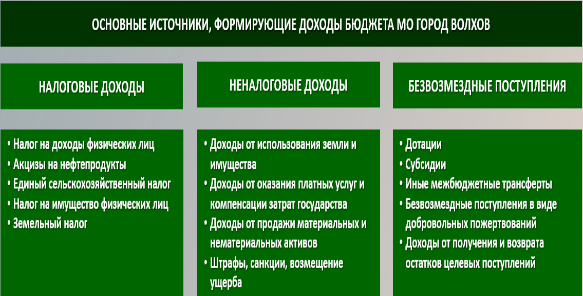 ОСНОВНЫЕ ИСТОЧНИКИ, ФОРМИРУЮЩИЕ ДОХОДЫ БЮДЖЕТА МО ГОРОД ВОЛХОВ
НАЛОГОВЫЕ ДОХОДЫ
• Налог на доходы физических лиц
• Акцизы на нефтепродукты
• Единый сельскохозяйственный налог
• Налог на имущество физических лиц
• Земельный налог
НЕНАЛОГОВЫЕ ДОХОДЫ
• Доходы от использования земли и
имущества
• Доходы от оказания платных услуг и
компенсации затрат государства
• Доходы от продажи материальных и
нематериальных активов
• Штрафы, санкции, возмещение
ущерба
БЕЗВОЗМЕЗДНЫЕ ПОСТУПЛЕНИЯ
• Дотации
• Субсидии
• Иные межбюджетные трансферты
• Безвозмездные поступления в виде
добровольных пожертвований
• Доходы от получения и возврата
остатков целевых поступлений